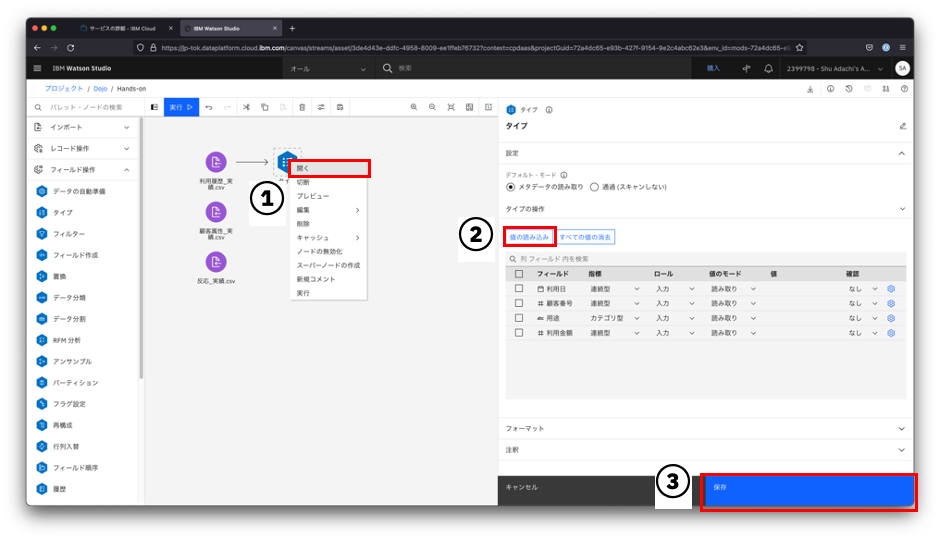 サービスの詳細 - IBM Cloud
IBM Watson Studio
https://jp-tok.dataplatform.cloud.ibm.com/canvas/streams/asset/3de4d43e-ddfc-4958-8009-ee1ffeb76732?context=cpdaas&projectGuid=72a4dc65-e93b-427f-9154-9e2c4abc62e3&env_id=mods-72a4dc65-e9
IBM Watson Studio
オール
検索
購入
2399798 - Shu Adachi's A...
SA
プロジェクト / Dojo / Hands-on
パレット・ノードの検索
実行
インポート
レコード操作
フィールド操作
データの自動準備
タイプ
フィルター
フィールド作成
置換
データ分類
データ分割
RFM 分析
アンサンブル
パーティション
フラグ設定
再構成
行列入替
フィールド順序
履歴
利用履歴_実
績.csv
顧客属性_実
績.csv
反応_実績.csv
1
開く
切断
プレビュー
編集
削除
キャッシュ
ノードの無効化
スーパーノードの作成
新規コメント
実行
タイプ
タイプ
設定
デフォルト・モード
メタデータの読み取り
通過 (スキャンしない)
タイプの操作
2
値の読み込み
すべての値の消去
列 フィールド 内を検索
フィールド 指標 ロール 値のモード 値 確認
利用日 連続型 入力 読み取り なし
顧客番号 連続型 入力 読み取り なし
用途 カテゴリ型 入力 読み取り なし
利用金額 連続型 入力 読み取り なし
フォーマット
注釈
キャンセル
3
保存